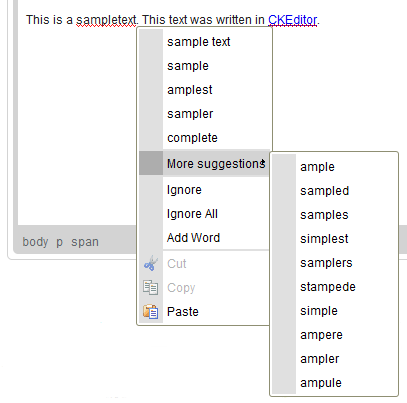 This is a sampletext. This text was written in CKEditor.
sample text
sample
amplest
sampler
complete
More suggestions
Ignore
Ignore All
Add Word
Cut
Copy
Paste
ample
sampled
samples
simplest
samplers
stampede
simple
ampere
ampler
ampule
body p span